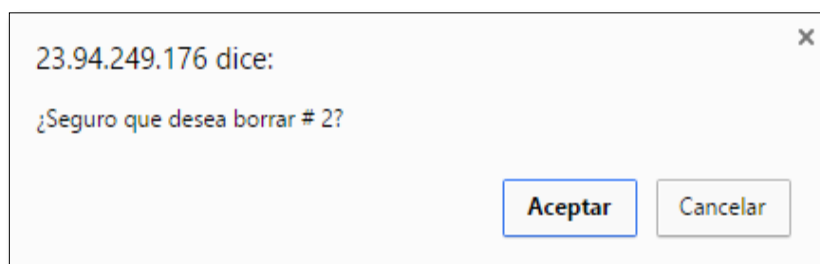 23.94.249.176 dice:
¿Seguro que desea borrar # 2?
Aceptar Cancelar